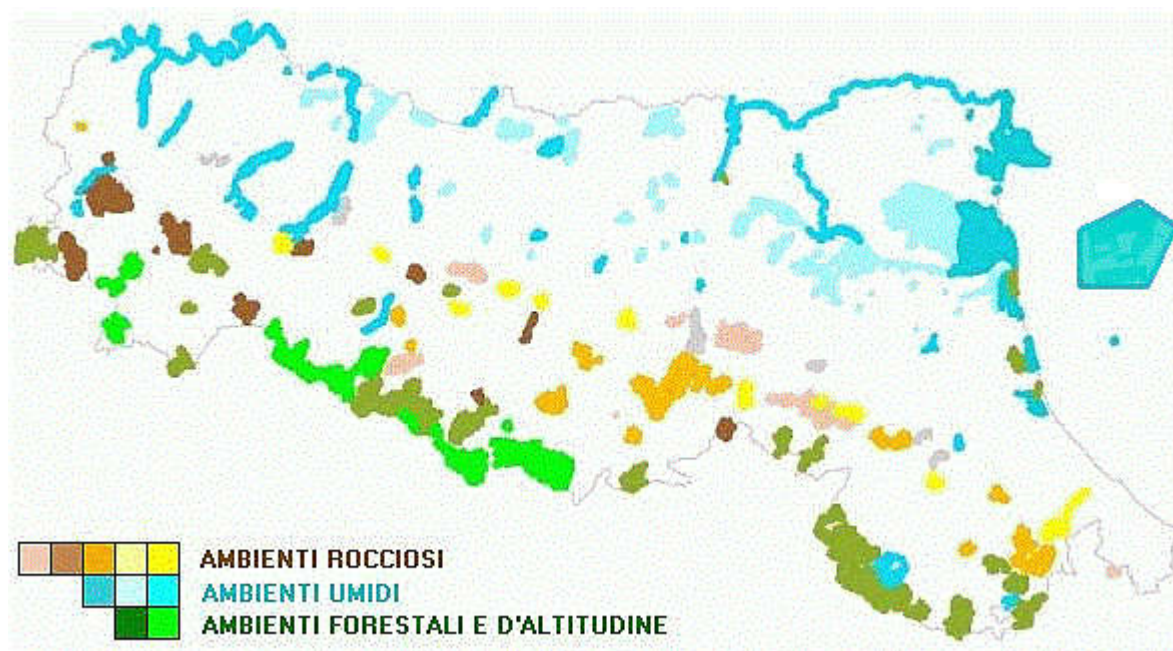 AMBIENTI ROCCIOSI
AMBIENTI UMIDI
AMBIENTI FORESTALI E D'ALTITUDINE